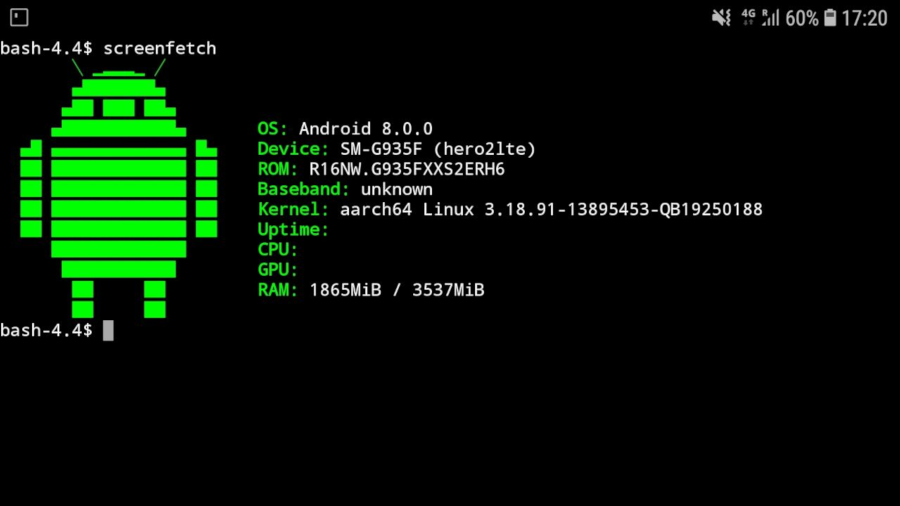 4G R 60% 17:20
bash-4.4$ screenfetch
OS: Android 8.0.0
Device: SM-G935F (hero2lte)
ROM: R16NW.G935FXXS2ERH6
Baseband: unknown
Kernel: aarch64 Linux 3.18.91-13895453-QB19250188
Uptime:
CPU:
GPU:
RAM: 1865MiB / 3537MiB
bash-4.4$